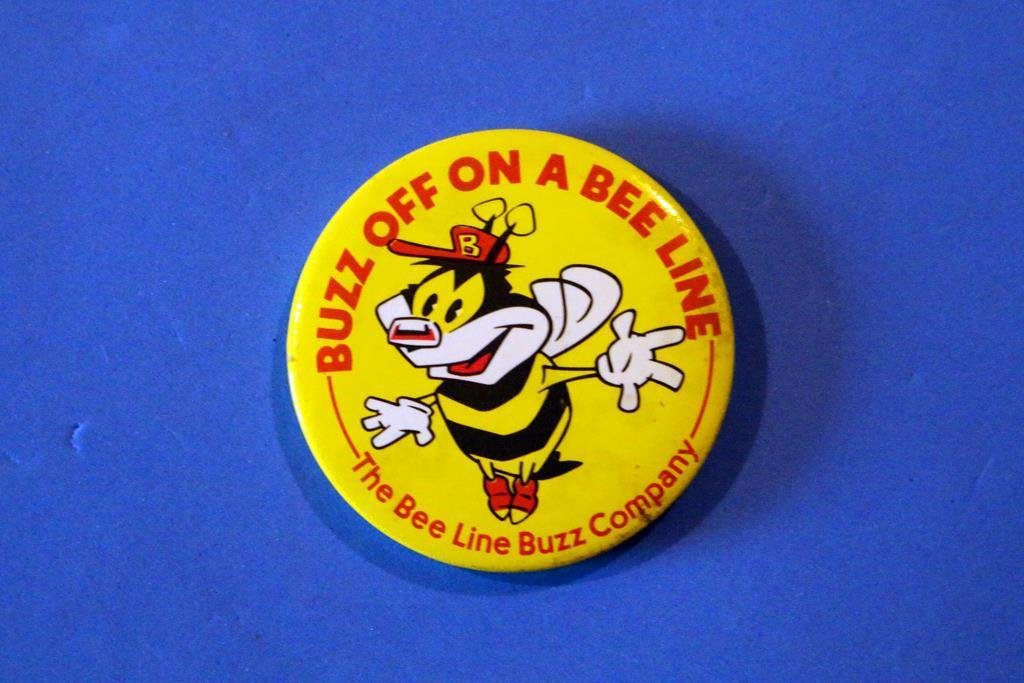 BUZZ OFF ON A BEE LINE
B
The Bee Line Buzz Company